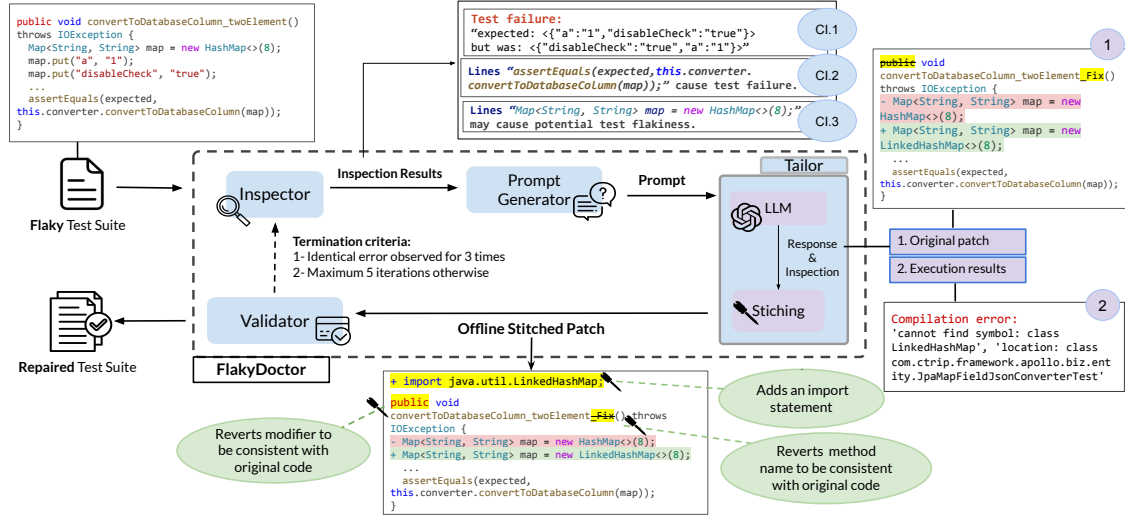 public void convertToDatabaseColumn_twoElement()
throws IOException {
Map<String, String> map = new HashMap<>(8);
map.put("a", "1");
map.put("disableCheck", "true");
...
assertEquals(expected,
this.converter.convertToDatabaseColumn(map));
}
Test failure:
“expected: <{"a":"1","disableCheck":"true"}>
but was: <{"disableCheck":"true","a":"1"}>”
CI.1
Lines “assertEquals(expected,this.converter.
convertToDatabaseColumn(map));” cause test failure.
CI.2
Lines “Map<String, String> map = new HashMap<>(8);”
may cause potential test flakiness.
CI.3
1
public void
convertToDatabaseColumn_twoElement_Fix()
throws IOException {
- Map<String, String> map = new
HashMap<>(8);
+ Map<String, String> map = new
LinkedHashMap<>(8);
...
assertEquals(expected,
this.converter.convertToDatabaseColumn(map));
}
Flaky Test Suite
Inspector
Inspection Results
Prompt
Generator
Prompt
Tailor
LLM
Response
&
Inspection
Stiching
1. Original patch
2. Execution results
Termination criteria:
1- Identical error observed for 3 times
2- Maximum 5 iterations otherwise
Validator
Offline Stitched Patch
Repaired Test Suite
FlakyDoctor
2
Compilation error:
'cannot find symbol: class
LinkedHashMap', 'location: class
com.ctrip.framework.apollo.biz.ent
ity.JpaMapFieldJsonConverterTest'
+ import java.util.LinkedHashMap;
public void
convertToDatabaseColumn_twoElement_Fix() throws
IOException {
- Map<String, String> map = new HashMap<>(8);
+ Map<String, String> map = new LinkedHashMap<>(8);
...
assertEquals(expected,
this.converter.convertToDatabaseColumn(map));
}
Reverts modifier to
be consistent with
original code
Adds an import
statement
Reverts method
name to be consistent
with original code